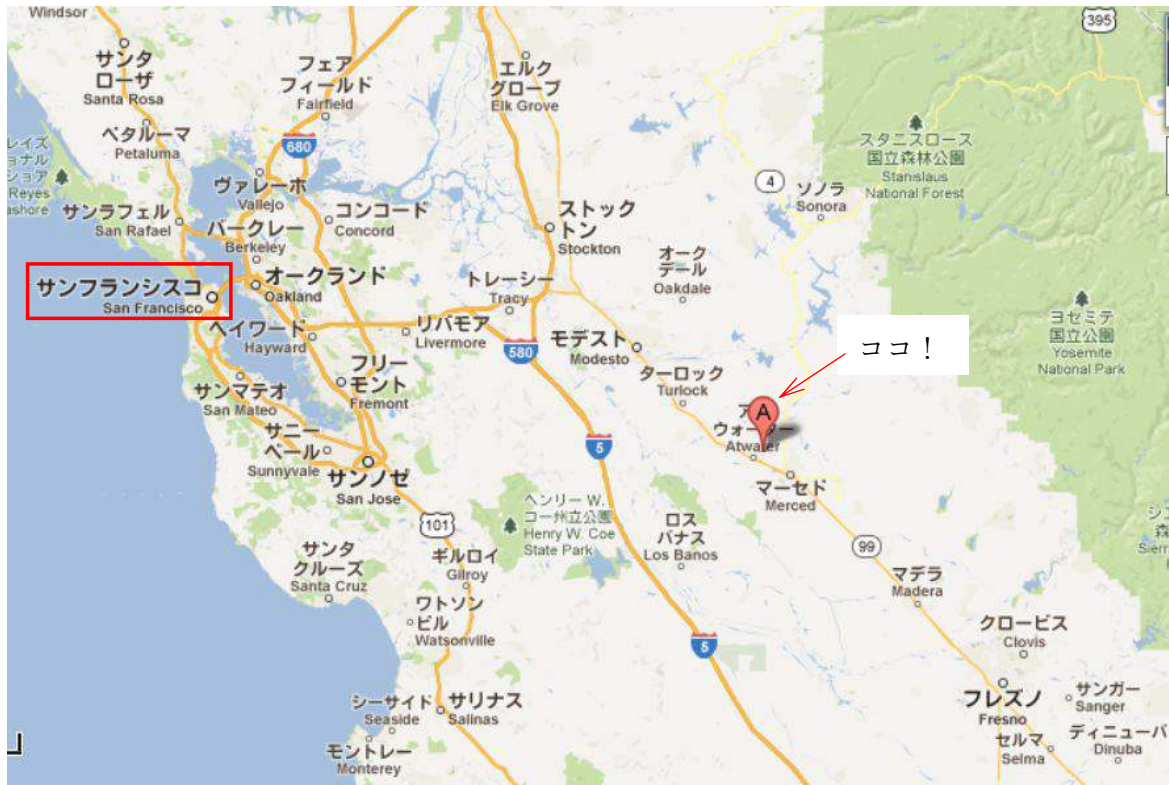 Windsor
395
サンタ
ローザ
Santa Rosa
フェア
フィールド
Fairfield
エルク
グローブ
Elk Grove
ペタルーマ
Petaluma
680
レイズ
ョナル
ショア
Reyes
ashore
スタニスロース
国立森林公園
Stanislaus
National Forest
ヴァレーホ
Vallejo
4
ソノラ
Sonora
サンラフェル
San Rafael
バークレー
Berkeley
コンコード
Concord
ストック
トン
Stockton
オーク
デール
Oakdale
サンフランシスコ
San Francisco
オークランド
Oakland
トレーシー
Tracy
ヨセミテ
国立公園
Yosemite
National Park
ヘイワード
Hayward
リバモア
Livermore
580
モデスト
Modesto
ココ！
フリー
モント
Fremont
ターロック
Turlock
サンマテオ
San Mateo
A
ア
ウォーター
Atwater
サニー
ベール
Sunnyvale
サンノゼ
San Jose
5
マーセド
Merced
101
ヘンリー W.
コー州立公園
Henry W. Coe
State Park
ロス
バナス
Los Banos
シ
森
Sierr
サンタ
クルーズ
Santa Cruz
ギルロイ
Gilroy
99
マデラ
Madera
ワトソン
ビル
Watsonville
クロービス
Clovis
5
シーサイド
Seaside
サリナス
Salinas
フレズノ
Fresno
サンガー
Sanger
モントレー
Monterey
セルマ
Selma
ディニューバ
Dinuba